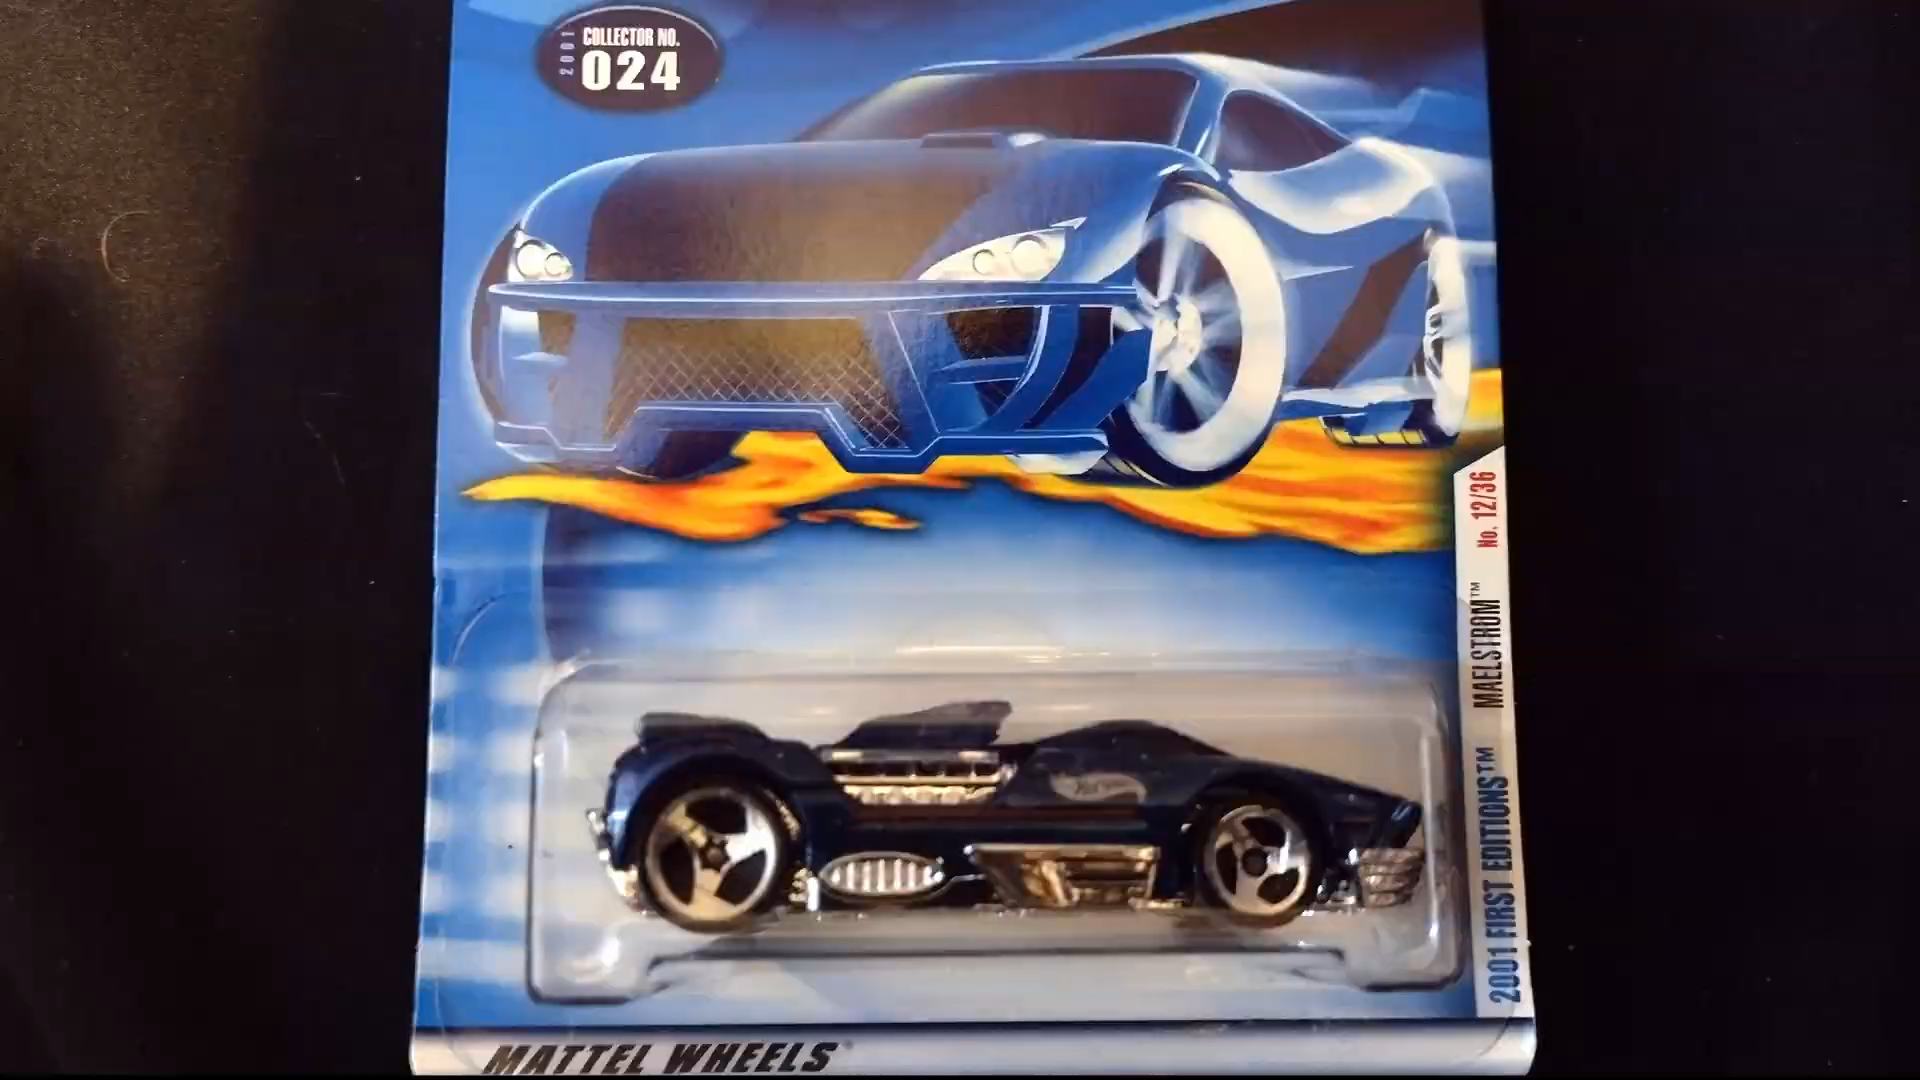 2001
COLLECTOR NO.
024
No. 12/36
MAELSTROM™
2001 FIRST EDITIONS™
MATTEL WHEELS